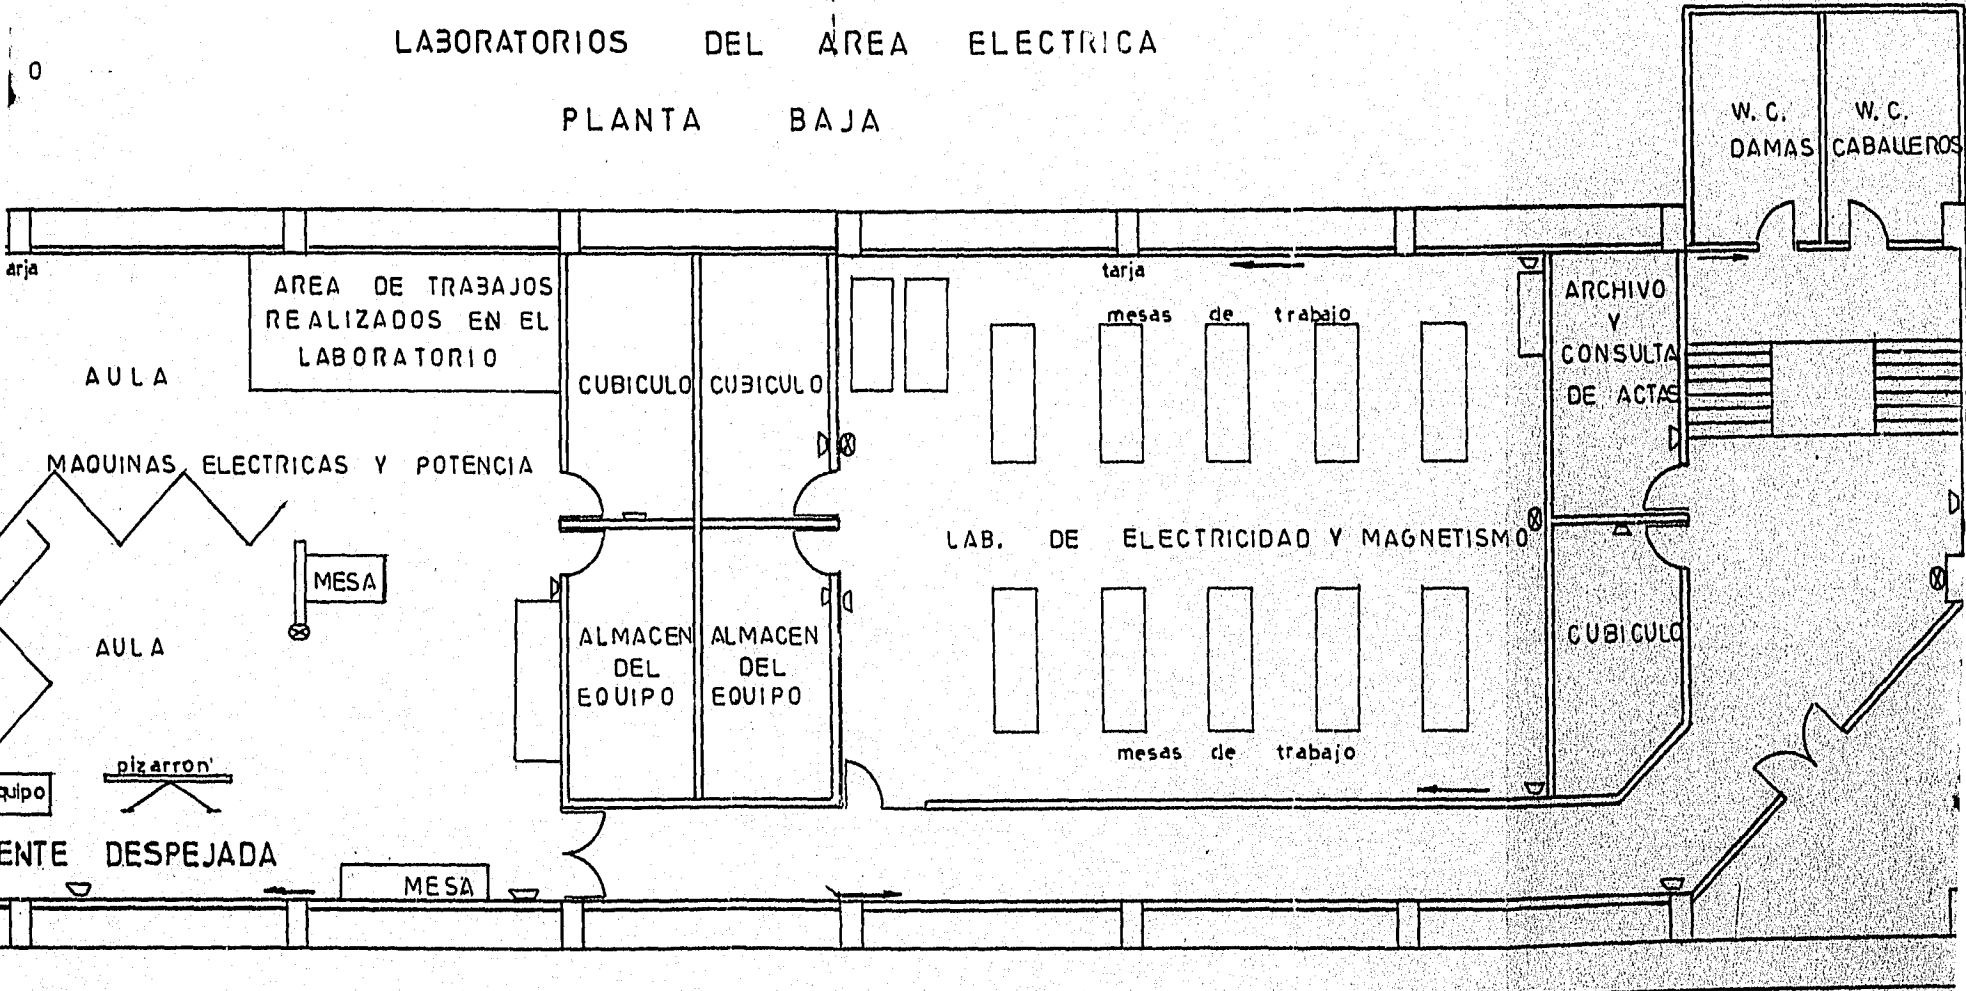 LABORATORIOS DEL AREA ELECTRICA
O
PLANTA BAJA
W. C. DAMAS
W. C. CABALLEROS
arja
AREA DE TRABAJOS
REALIZADOS EN EL
LABORATORIO
AULA
CUBICULO
CUBICULO
tarja
mesas de trabajo
ARCHIVO
Y
CONSULTA
DE ACTAS
MAQUINAS ELECTRICAS Y POTENCIA
LAB. DE ELECTRICIDAD Y MAGNETISMO
MESA
AULA
ALMACEN
DEL
EQUIPO
ALMACEN
DEL
EQUIPO
CUBICULO
mesas de trabajo
pizarron
quipo
ENTE DESPEJADA
MESA